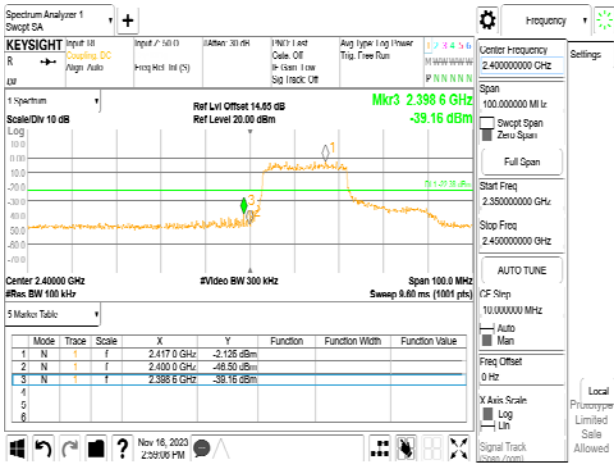 Spectrum Analyzer 1
Swept SA
+
Frequency
KEYSIGHT
Input: RF
Coupling: DC
Align: Auto
Input Z: 50 Ω
Freq Ref: Int (S)
#Atten: 30 dB
PNO: Fast
Gate: Off
IF Gain: Low
Sig Track: Off
Avg Type: Log Power
Trig: Free Run
1 2 3 4 5 6
M W W W W W
P N N N N N
Center Frequency
2.400000000 GHz
Settings
Span
100.000000 MHz
Swept Span
Zero Span
Full Span
Start Freq
2.350000000 GHz
Stop Freq
2.450000000 GHz
AUTO TUNE
CF Step
10.000000 MHz
Auto
Man
Freq Offset
0 Hz
X Axis Scale
Log
Lin
Signal Track
(Span Zoom)
Local
Prototype
Limited
Sale
Allowed
1 Spectrum
Scale/Div 10 dB
Ref Lvl Offset 14.65 dB
Ref Level 20.00 dBm
Mkr3 2.398 6 GHz
-39.16 dBm
Log
10.0
0.00
-10.0
-20.0
-30.0
-40.0
-50.0
-60.0
-70.0
1
3
Center 2.40000 GHz
#Res BW 100 kHz
#Video BW 300 kHz
Span 100.0 MHz
Sweep 9.60 ms (1001 pts)
5 Marker Table
Mode Trace Scale X Y Function Function Width Function Value
1 N 1 f 2.417 0 GHz -2.126 dBm
2 N 1 f 2.400 0 GHz -46.50 dBm
3 N 1 f 2.398 6 GHz -39.16 dBm
4
5
6
?
Nov 16, 2023
2:59:06 PM